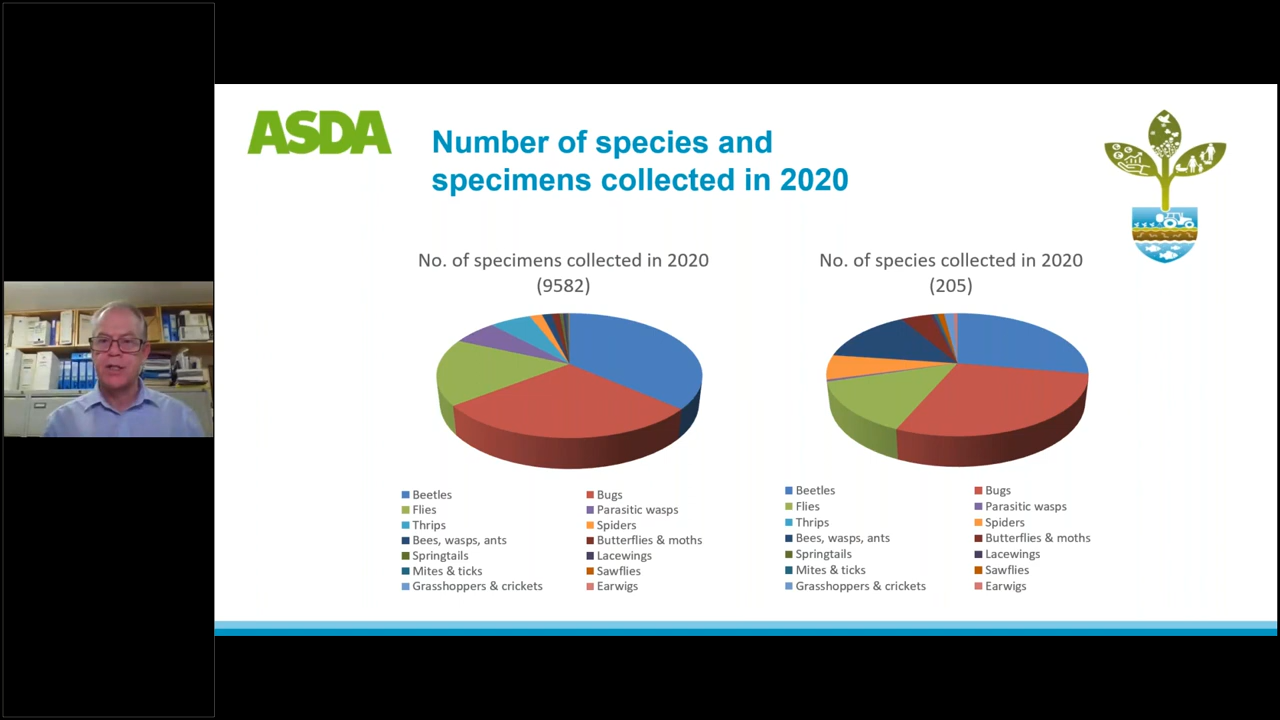 ASDA
Number of species and
specimens collected in 2020
No. of specimens collected in 2020
(9582)
Beetles
Bugs
Flies
Parasitic wasps
Thrips
Spiders
Bees, wasps, ants
Butterflies & moths
Springtails
Lacewings
Mites & ticks
Sawflies
Grasshoppers & crickets
Earwigs
No. of species collected in 2020
(205)
Beetles
Bugs
Flies
Parasitic wasps
Thrips
Spiders
Bees, wasps, ants
Butterflies & moths
Springtails
Lacewings
Mites & ticks
Sawflies
Grasshoppers & crickets
Earwigs